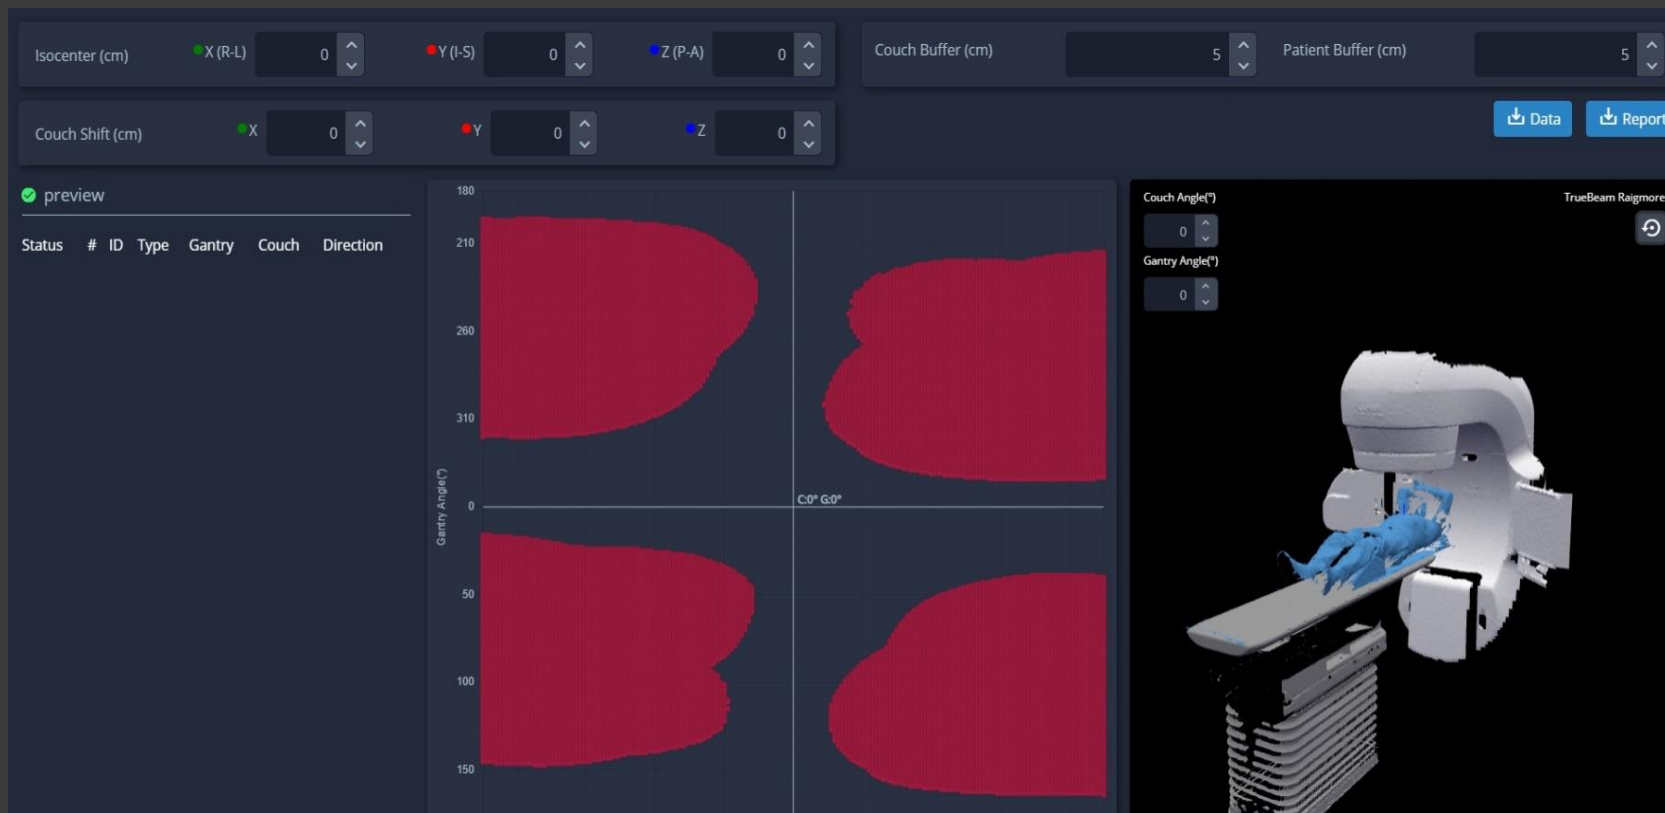 Isocenter (cm) X (R-L) 0 Y (I-S) 0 Z (P-A) 0
Couch Buffer (cm) 5 Patient Buffer (cm) 5
Couch Shift (cm) X 0 Y 0 Z 0
Data Report
preview
Status # ID Type Gantry Couch Direction
180
210
260
310
0
50
100
150
Gantry Angle(°)
C:0° G:0°
Couch Angle(°)
0
Gantry Angle(°)
0
TrueBeam Raigmore